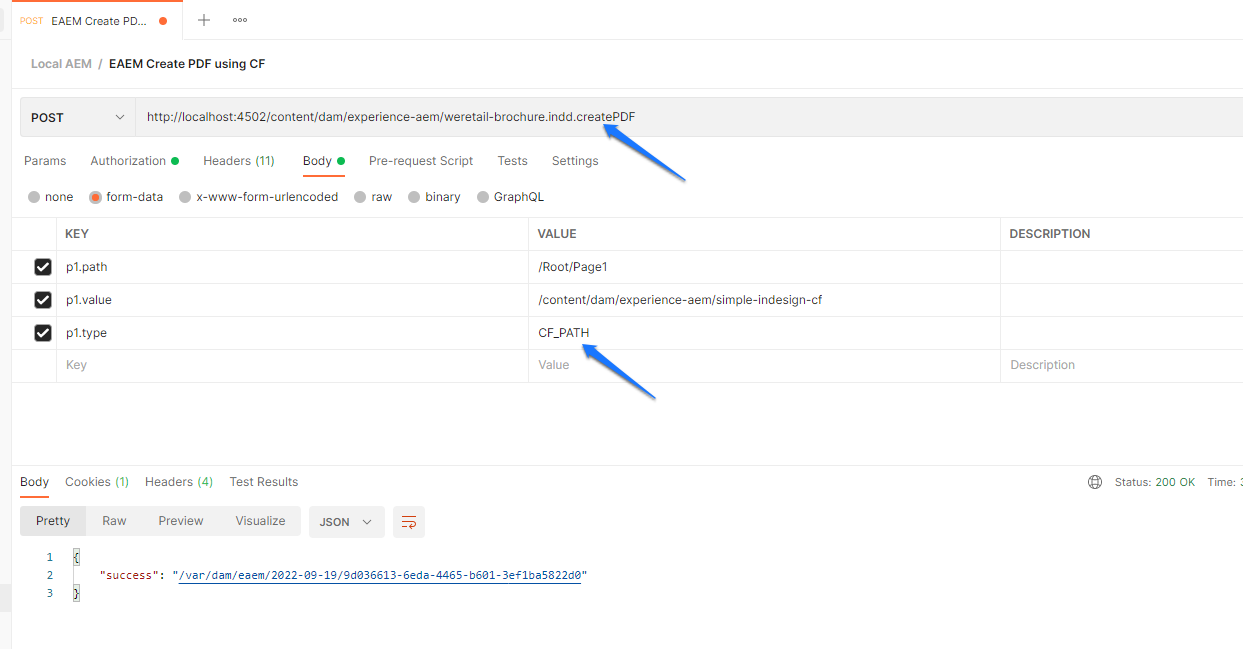 POST EAEM Create PD...
Local AEM / EAEM Create PDF using CF
POST http://localhost:4502/content/dam/experience-aem/weretail-brochure.indd.createPDF
Params Authorization Headers (11) Body Pre-request Script Tests Settings
none form-data x-www-form-urlencoded raw binary GraphQL
KEY VALUE DESCRIPTION
p1.path /Root/Page1
p1.value /content/dam/experience-aem/simple-indesign-cf
p1.type CF_PATH
Key Value Description
Body Cookies (1) Headers (4) Test Results Status: 200 OK Time: 3
Pretty Raw Preview Visualize JSON
1 {
2 "success": "/var/dam/eaem/2022-09-19/9d036613-6eda-4465-b601-3ef1ba5822d0"
3 }